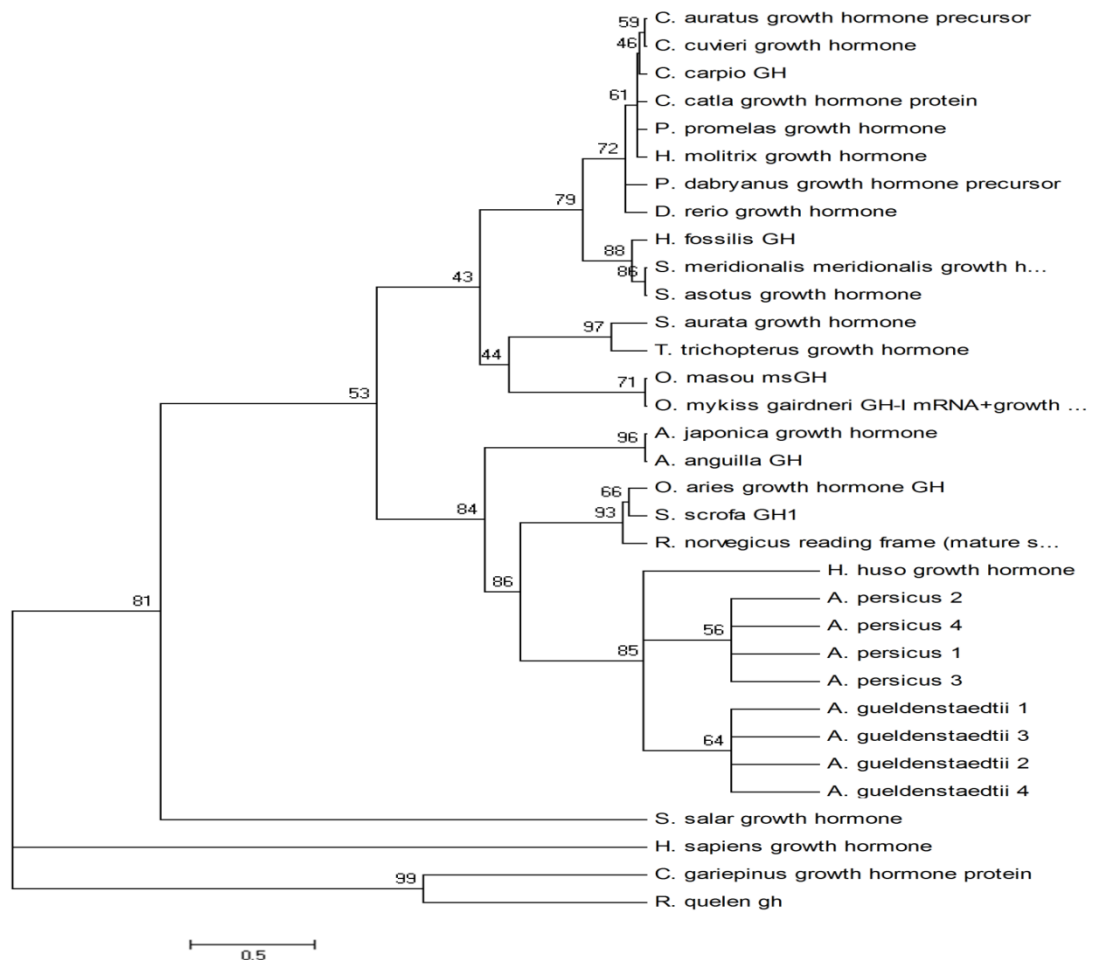 59
C. auratus growth hormone precursor
C. cuvieri growth hormone
46
C. carpio GH
61
C. catla growth hormone protein
P. promelas growth hormone
72
H. molitrix growth hormone
P. dabryanus growth hormone precursor
79
D. rerio growth hormone
88
H. fossilis GH
86
S. meridionalis meridionalis growth h...
43
S. asotus growth hormone
97
S. aurata growth hormone
44
T. trichopterus growth hormone
71
O. masou msGH
53
O. mykiss gairdneri GH-I mRNA+growth ...
96
A. japonica growth hormone
A. anguilla GH
66
O. aries growth hormone GH
84
93
S. scrofa GH1
R. norvegicus reading frame (mature s...
86
H. huso growth hormone
81
A. persicus 2
56
A. persicus 4
85
A. persicus 1
A. persicus 3
A. gueldenstaedtii 1
64
A. gueldenstaedtii 3
A. gueldenstaedtii 2
A. gueldenstaedtii 4
S. salar growth hormone
H. sapiens growth hormone
99
C. gariepinus growth hormone protein
R. quelen gh
0.5